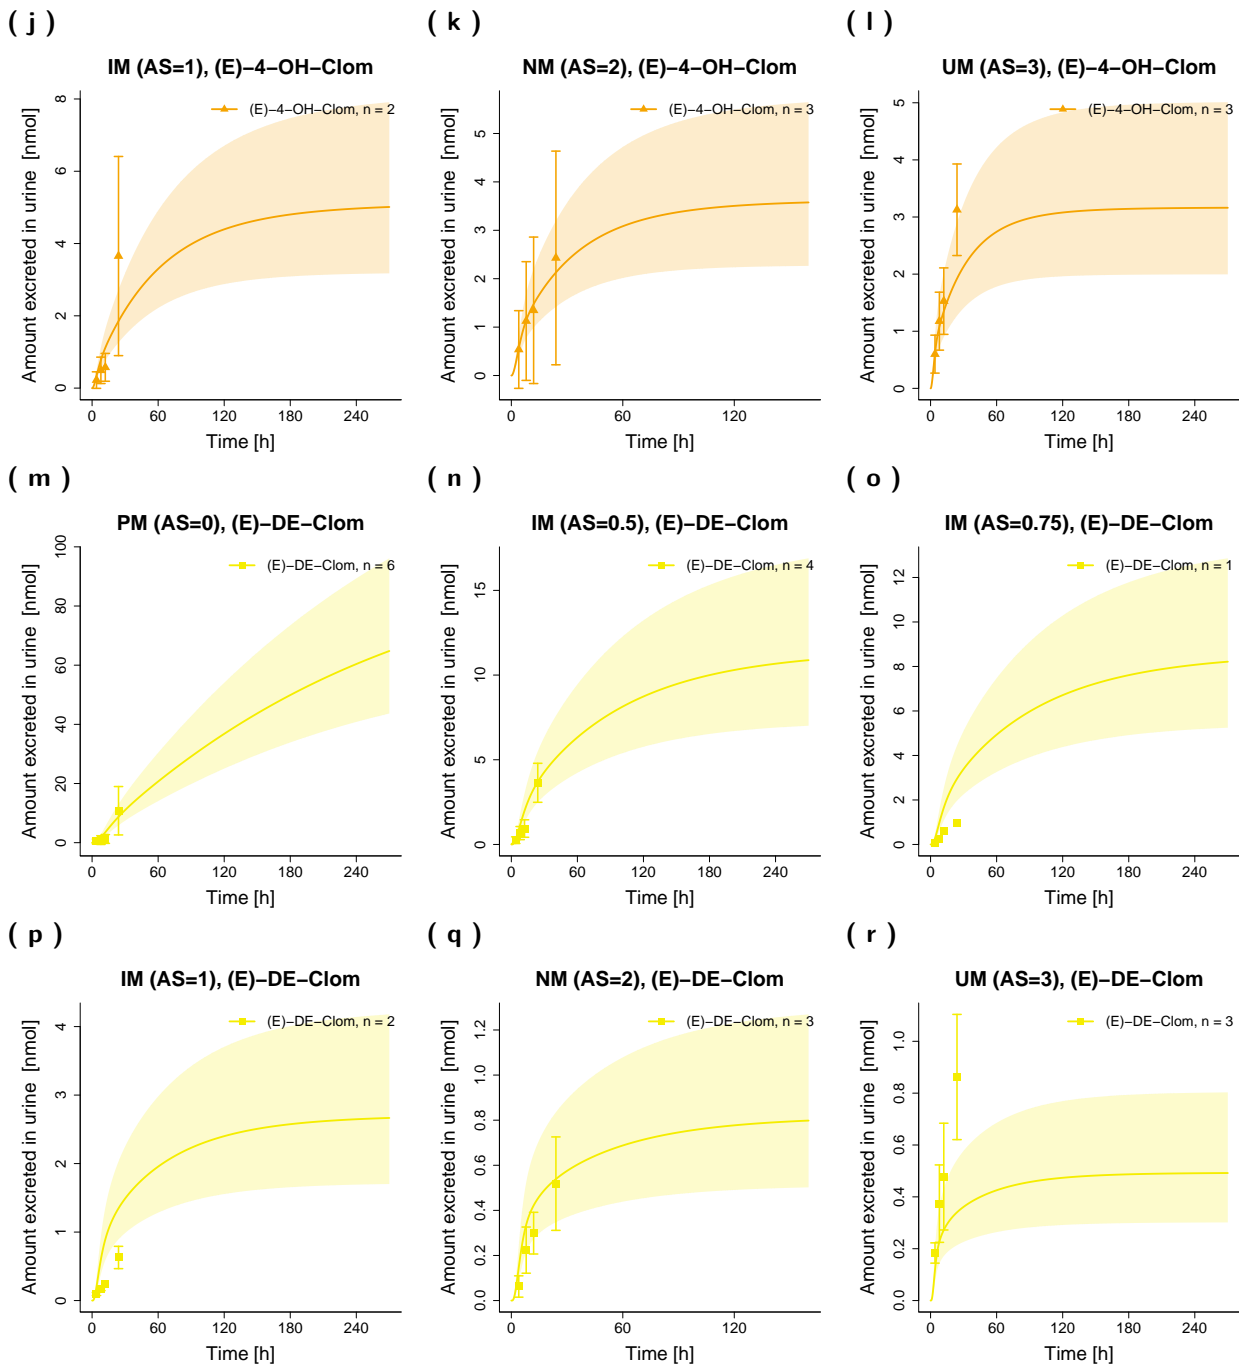 ( j )
IM (AS=1), (E)−4−OH−Clom
Amount excreted in urine [nmol]
0 2 4 6 8
(E)−4−OH−Clom, n = 2
0 60 120 180 240
Time [h]
( k )
NM (AS=2), (E)−4−OH−Clom
Amount excreted in urine [nmol]
0 1 2 3 4 5
(E)−4−OH−Clom, n = 3
0 60 120
Time [h]
( l )
UM (AS=3), (E)−4−OH−Clom
Amount excreted in urine [nmol]
0 1 2 3 4 5
(E)−4−OH−Clom, n = 3
0 60 120 180 240
Time [h]
( m )
PM (AS=0), (E)−DE−Clom
Amount excreted in urine [nmol]
0 20 40 60 80 100
(E)−DE−Clom, n = 6
0 60 120 180 240
Time [h]
( n )
IM (AS=0.5), (E)−DE−Clom
Amount excreted in urine [nmol]
0 5 10 15
(E)−DE−Clom, n = 4
0 60 120 180 240
Time [h]
( o )
IM (AS=0.75), (E)−DE−Clom
Amount excreted in urine [nmol]
0 2 4 6 8 10 12
(E)−DE−Clom, n = 1
0 60 120 180 240
Time [h]
( p )
IM (AS=1), (E)−DE−Clom
Amount excreted in urine [nmol]
0 1 2 3 4
(E)−DE−Clom, n = 2
0 60 120 180 240
Time [h]
( q )
NM (AS=2), (E)−DE−Clom
Amount excreted in urine [nmol]
0.0 0.2 0.4 0.6 0.8 1.0 1.2
(E)−DE−Clom, n = 3
0 60 120
Time [h]
( r )
UM (AS=3), (E)−DE−Clom
Amount excreted in urine [nmol]
0.0 0.2 0.4 0.6 0.8 1.0
(E)−DE−Clom, n = 3
0 60 120 180 240
Time [h]